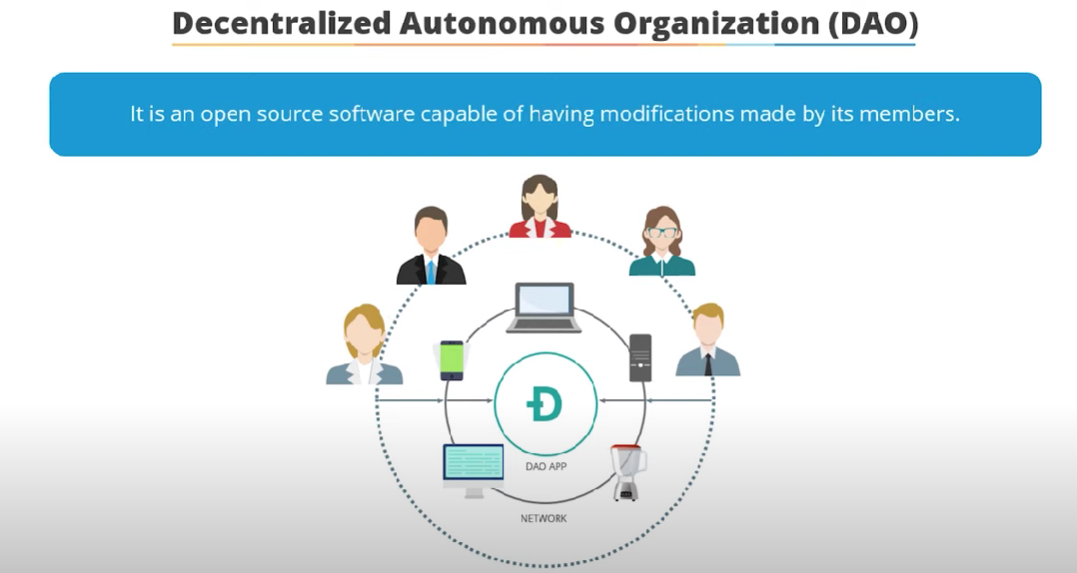 Decentralized Autonomous Organization (DAO)
It is an open source software capable of having modifications made by its members.
DAO APP
NETWORK